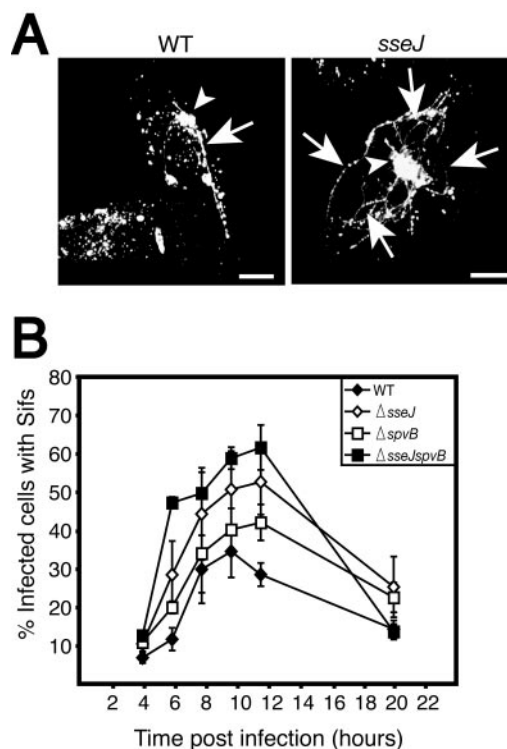 A
WT
sseJ
B
% Infected cells with Sifs
80
70
60
50
40
30
20
10
WT
ΔsseJ
ΔspvB
ΔsseJspvB
2 4 6 8 10 12 14 16 18 20 22
Time post infection (hours)